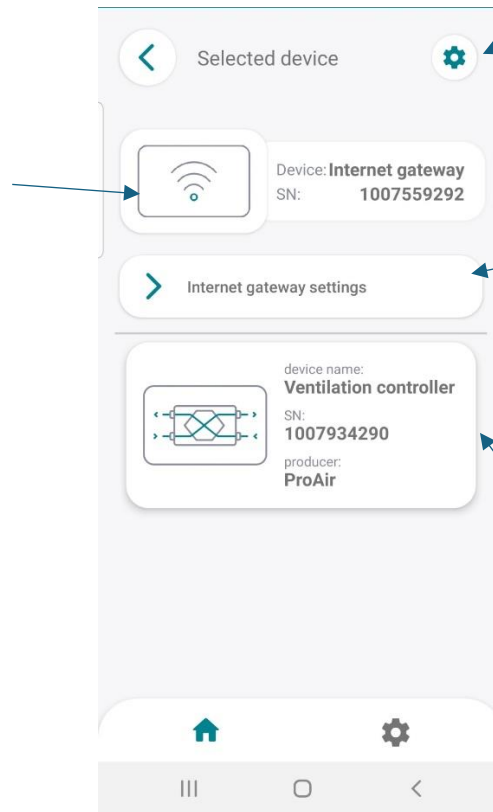 Selected device
Device: Internet gateway
SN: 1007559292
Internet gateway settings
device name:
Ventilation controller
SN:
1007934290
producer:
ProAir